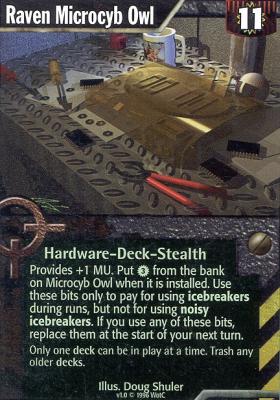 Raven Microcyb Owl
11
Hardware-Deck-Stealth
Provides +1 MU. Put 3 from the bank
on Microcyb Owl when it is installed. Use
these bits only to pay for using icebreakers
during runs, but not for using noisy
icebreakers. If you use any of these bits,
replace them at the start of your next turn.
Only one deck can be in play at a time. Trash any
older decks.
Illus. Doug Shuler
v1.0 © 1996 WotC